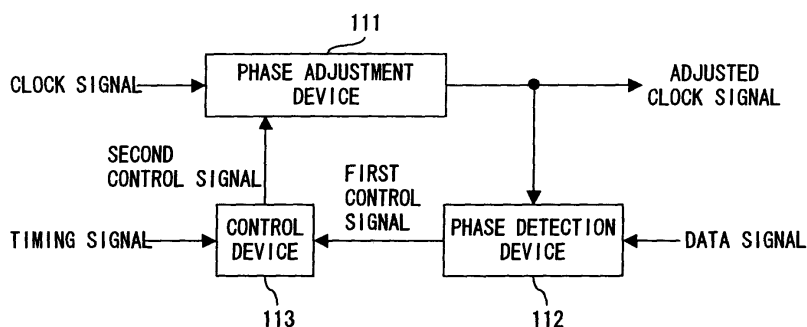 111
CLOCK SIGNAL
PHASE ADJUSTMENT
DEVICE
ADJUSTED
CLOCK SIGNAL
SECOND
CONTROL SIGNAL
FIRST
CONTROL
SIGNAL
TIMING SIGNAL
CONTROL
DEVICE
PHASE DETECTION
DEVICE
DATA SIGNAL
113
112